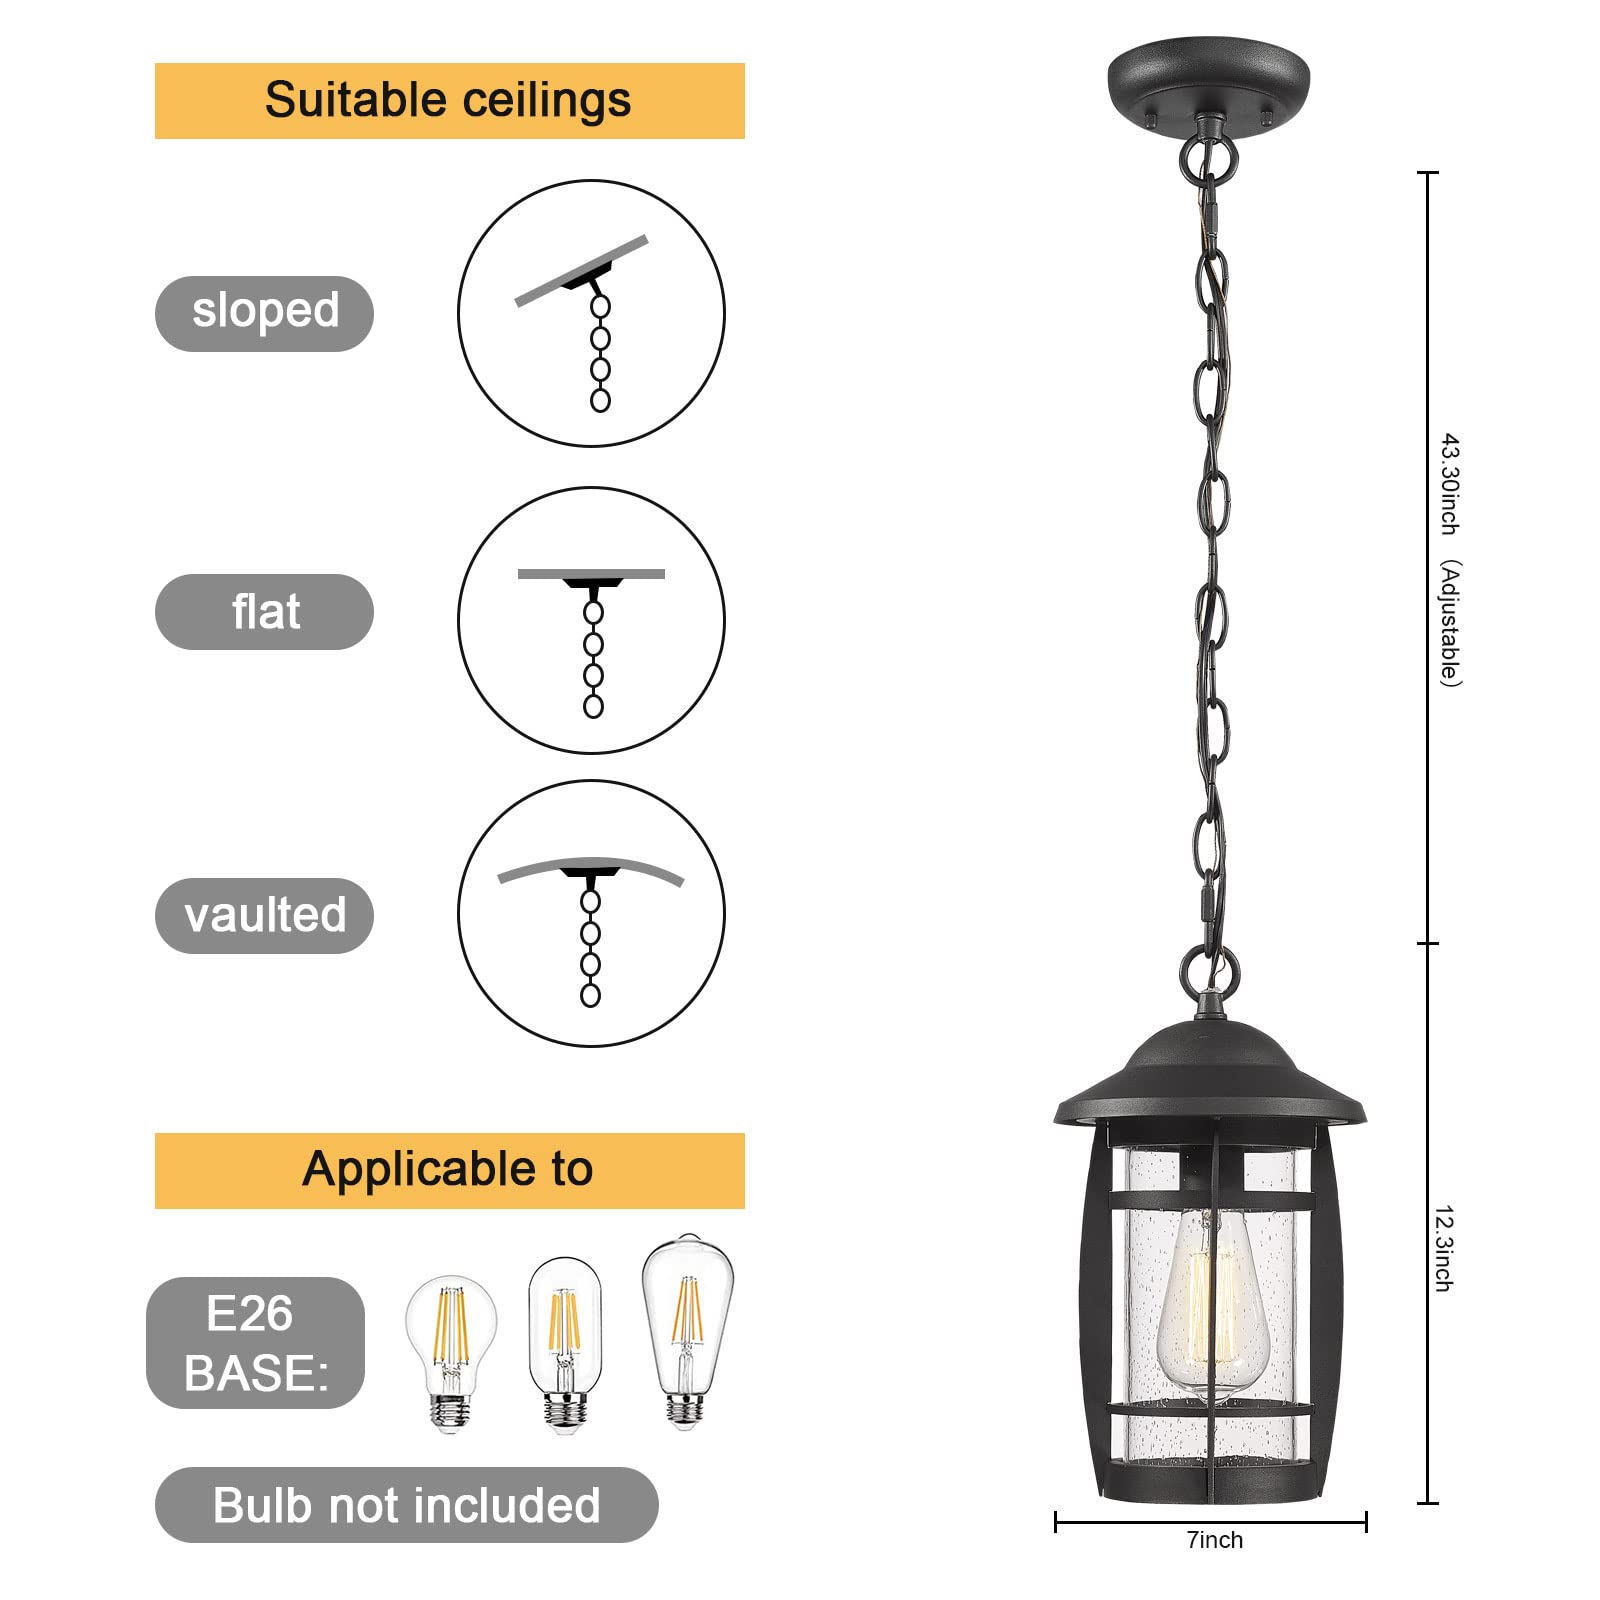 Suitable ceilings
sloped
flat
vaulted
Applicable to
E26
BASE:
Bulb not included
43.30inch (Adjustable)
12.3inch
7inch